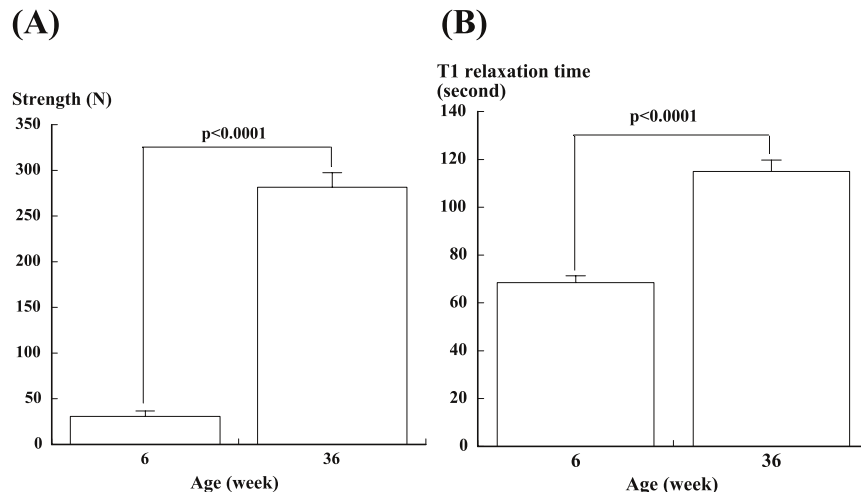 (A)
Strength (N)
350
300
250
200
150
100
50
0
p<0.0001
6
36
Age (week)
(B)
T1 relaxation time
(second)
140
120
100
80
60
40
20
0
p<0.0001
6
36
Age (week)